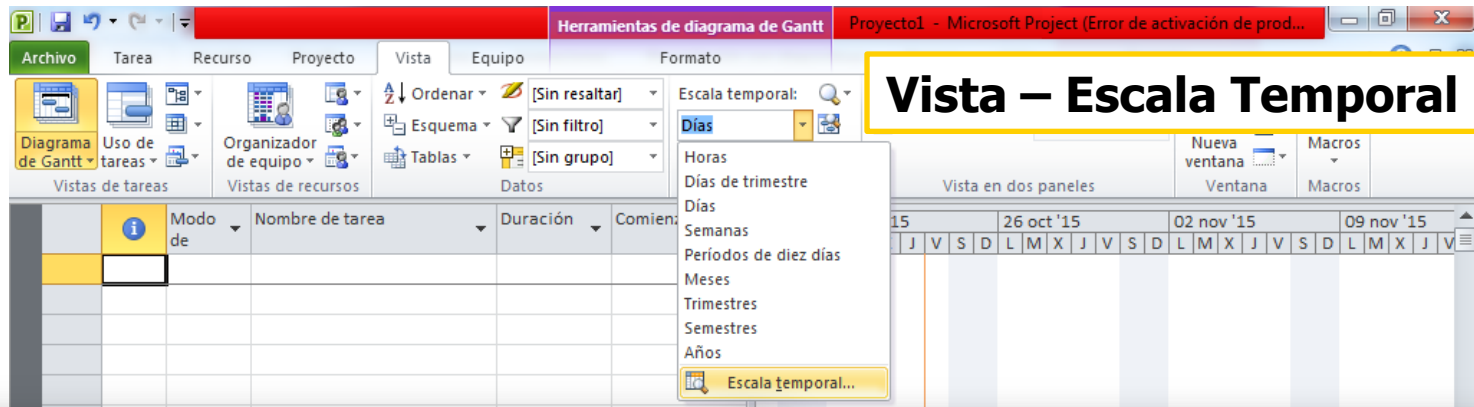 Herramientas de diagrama de Gantt
Proyecto1 - Microsoft Project (Error de activación de prod...
Archivo Tarea Recurso Proyecto Vista Equipo Formato
Vista – Escala Temporal
Diagrama de Gantt
Uso de tareas
Vistas de tareas
Organizador de equipo
Vistas de recursos
Ordenar
Esquema
Tablas
[Sin resaltar]
[Sin filtro]
[Sin grupo]
Datos
Escala temporal:
Días
Horas
Días de trimestre
Días
Semanas
Períodos de diez días
Meses
Trimestres
Semestres
Años
Escala temporal...
Vista en dos paneles
Nueva ventana
Ventana
Macros
Macros
Modo de
Nombre de tarea
Duración
15 26 oct '15 02 nov '15 09 nov '15
J V S D L M X J V S D L M X J V S D L M X J V